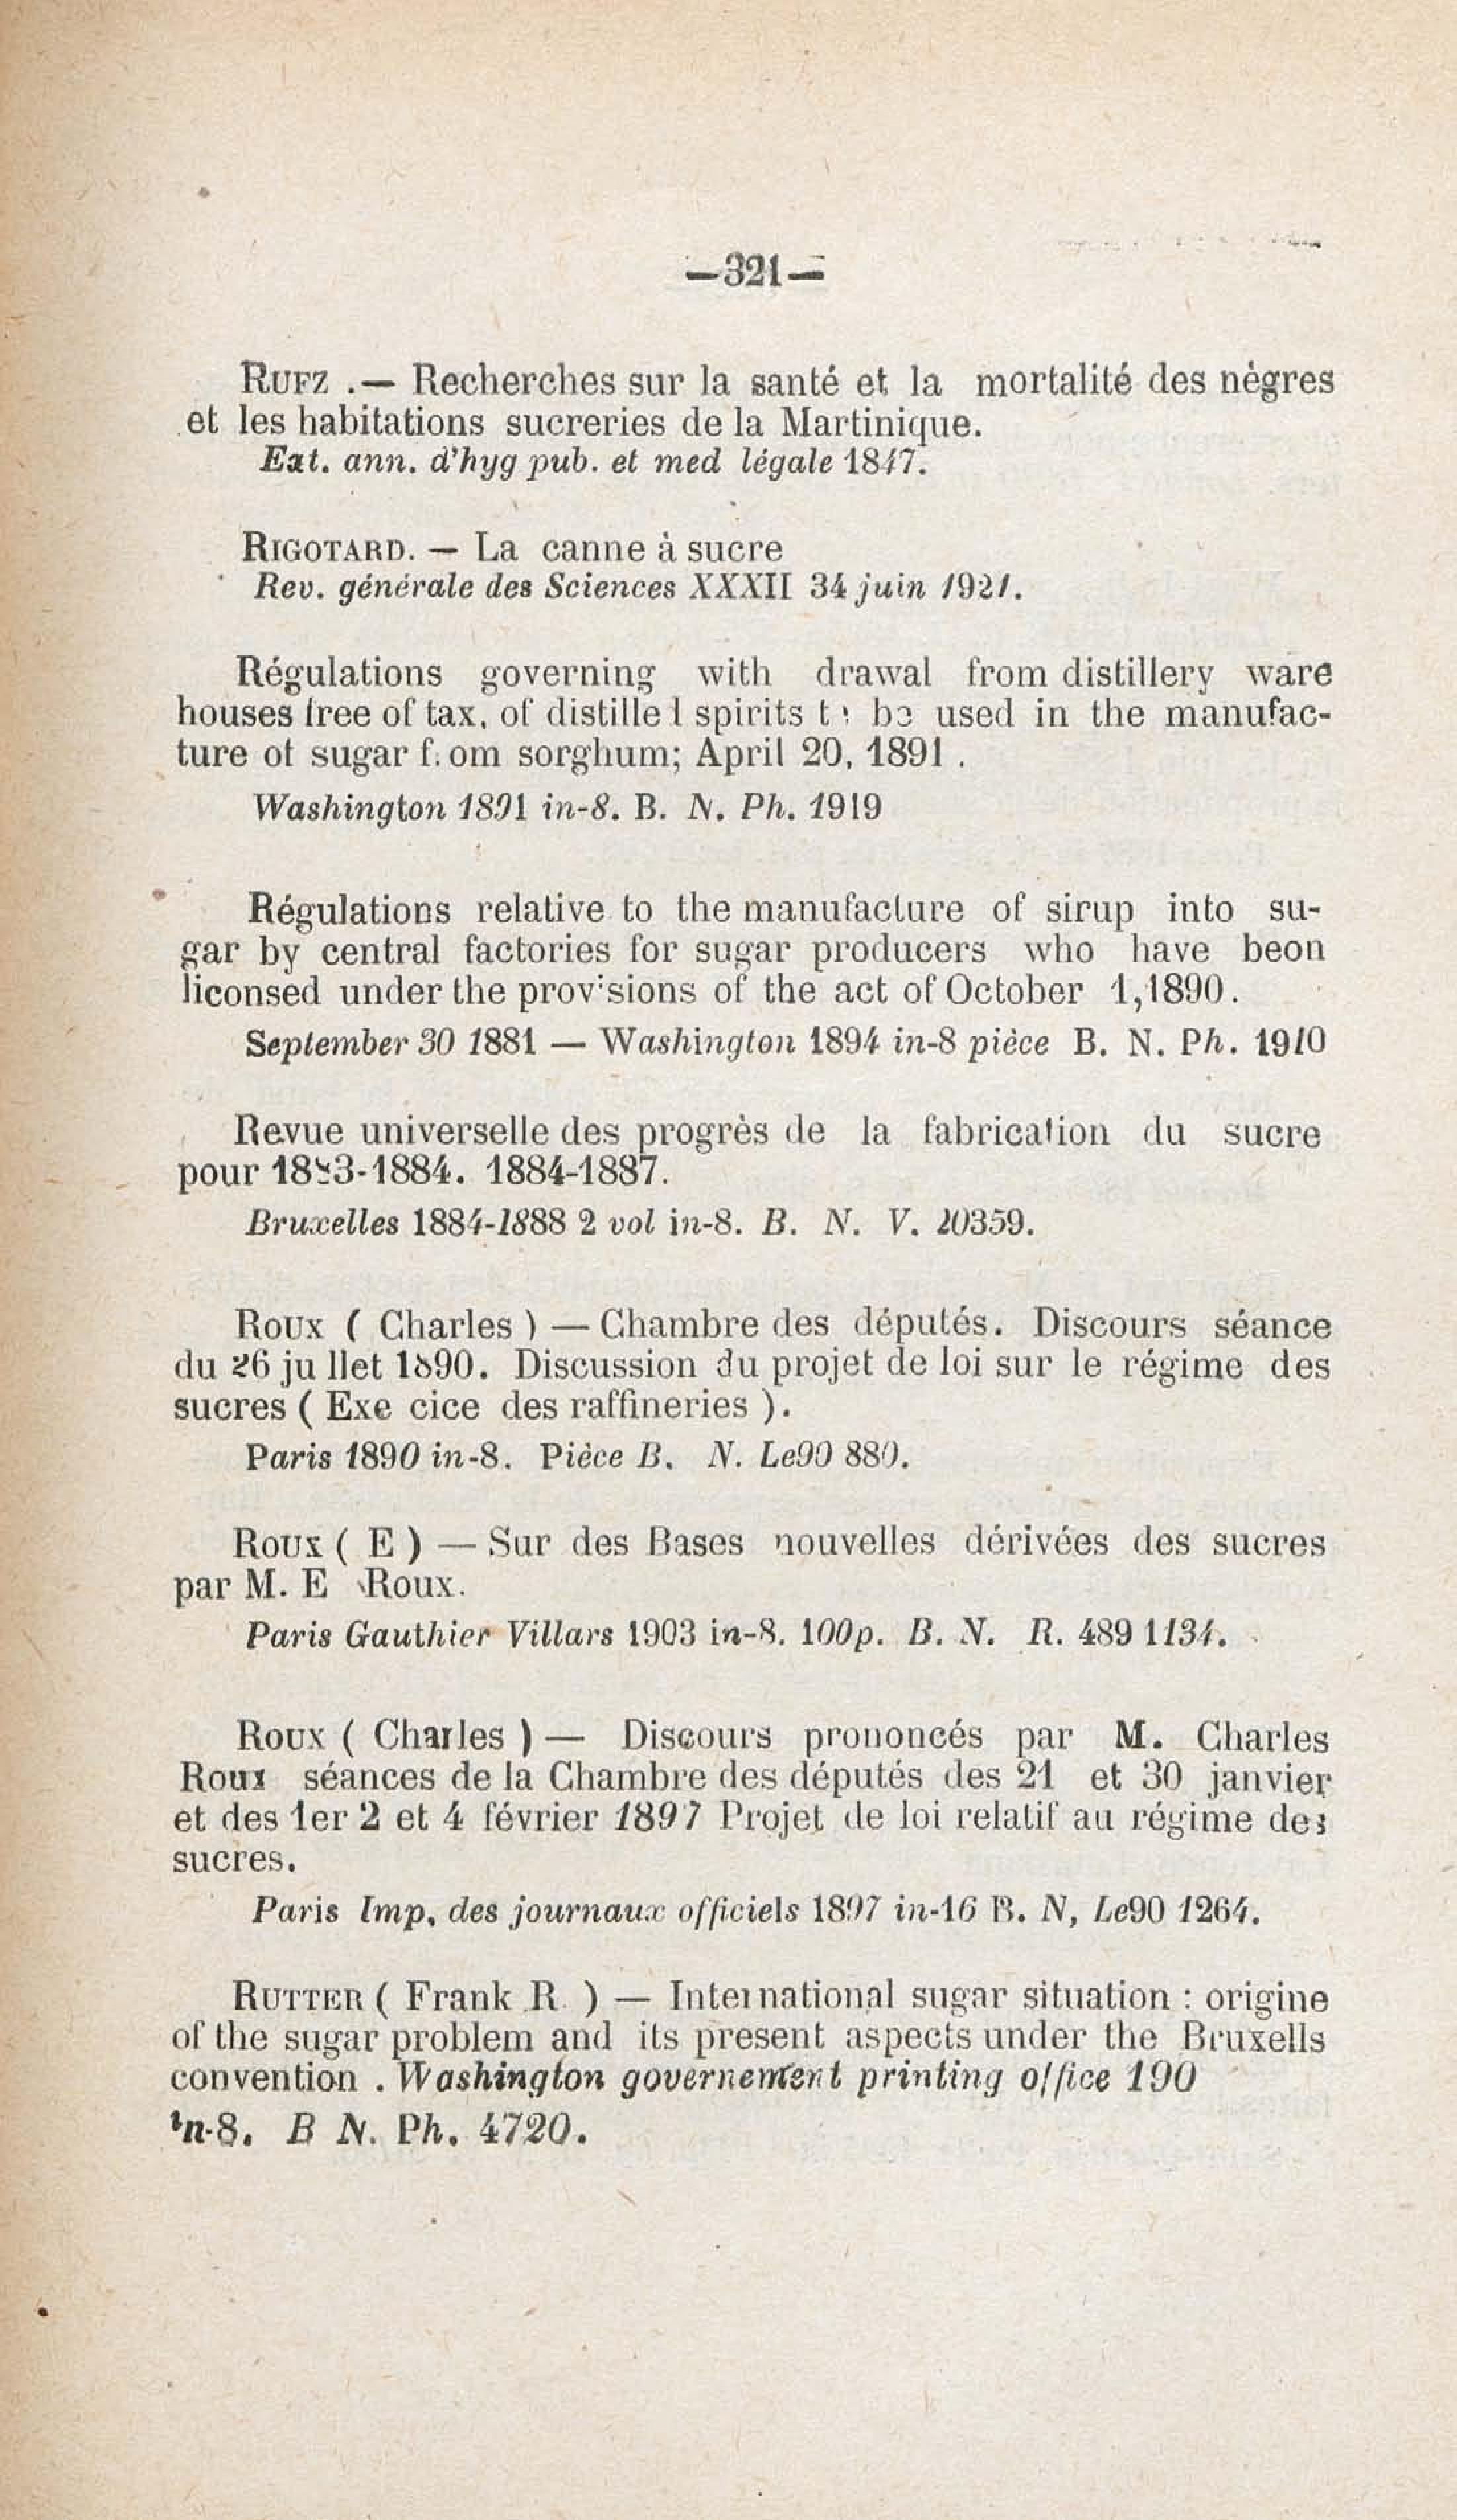 —321—
RUFZ .— Recherches sur la santé et la mortalité des nègres
et les habitations sucreries de la Martinique.
Ext. ann. d'hyg pub. et med légale 1847.
RIGOTARD. — La canne à sucre
Rev. générale des Sciences XXXII 34 juin 1921.
Régulations governing with drawal from distillery ware
houses free of tax, of distilled spirits to be used in the manufac-
ture of sugar from sorghum; April 20, 1891 .
Washington 1891 in-8. B. N. Ph. 1919
Régulations relative to the manufacture of sirup into su-
gar by central factories for sugar producers who have beon
liconsed under the provisions of the act of October 1,1890.
September 30 1881 — Washington 1894 in-8 pièce B. N. Ph. 1910
Revue universelle des progrès de la fabrication du sucre
pour 1883-1884. 1884-1887.
Bruxelles 1884-1888 2 vol in-8. B. N. V. 20359.
ROUX ( Charles ) — Chambre des députés. Discours séance
du 26 ju llet 1890. Discussion du projet de loi sur le régime des
sucres ( Exe cice des raffineries ).
Paris 1890 in-8. Pièce B. N. Le90 880.
ROUX ( E ) — Sur des Bases nouvelles dérivées des sucres
par M. E Roux.
Paris Gauthier Villars 1903 in-8. 100p. B. N. R. 489 1134.
ROUX ( Charles ) — Discours prononcés par M. Charles
Roux séances de la Chambre des députés des 21 et 30 janvier
et des 1er 2 et 4 février 1897 Projet de loi relatif au régime des
sucres.
Paris Imp, des journaux officiels 1897 in-16 B. N, Le90 1264.
RUTTER ( Frank R. ) — International sugar situation : origine
of the sugar problem and its present aspects under the Bruxells
convention . Washington governement printing office 190
in-8. B N. Ph. 4720.